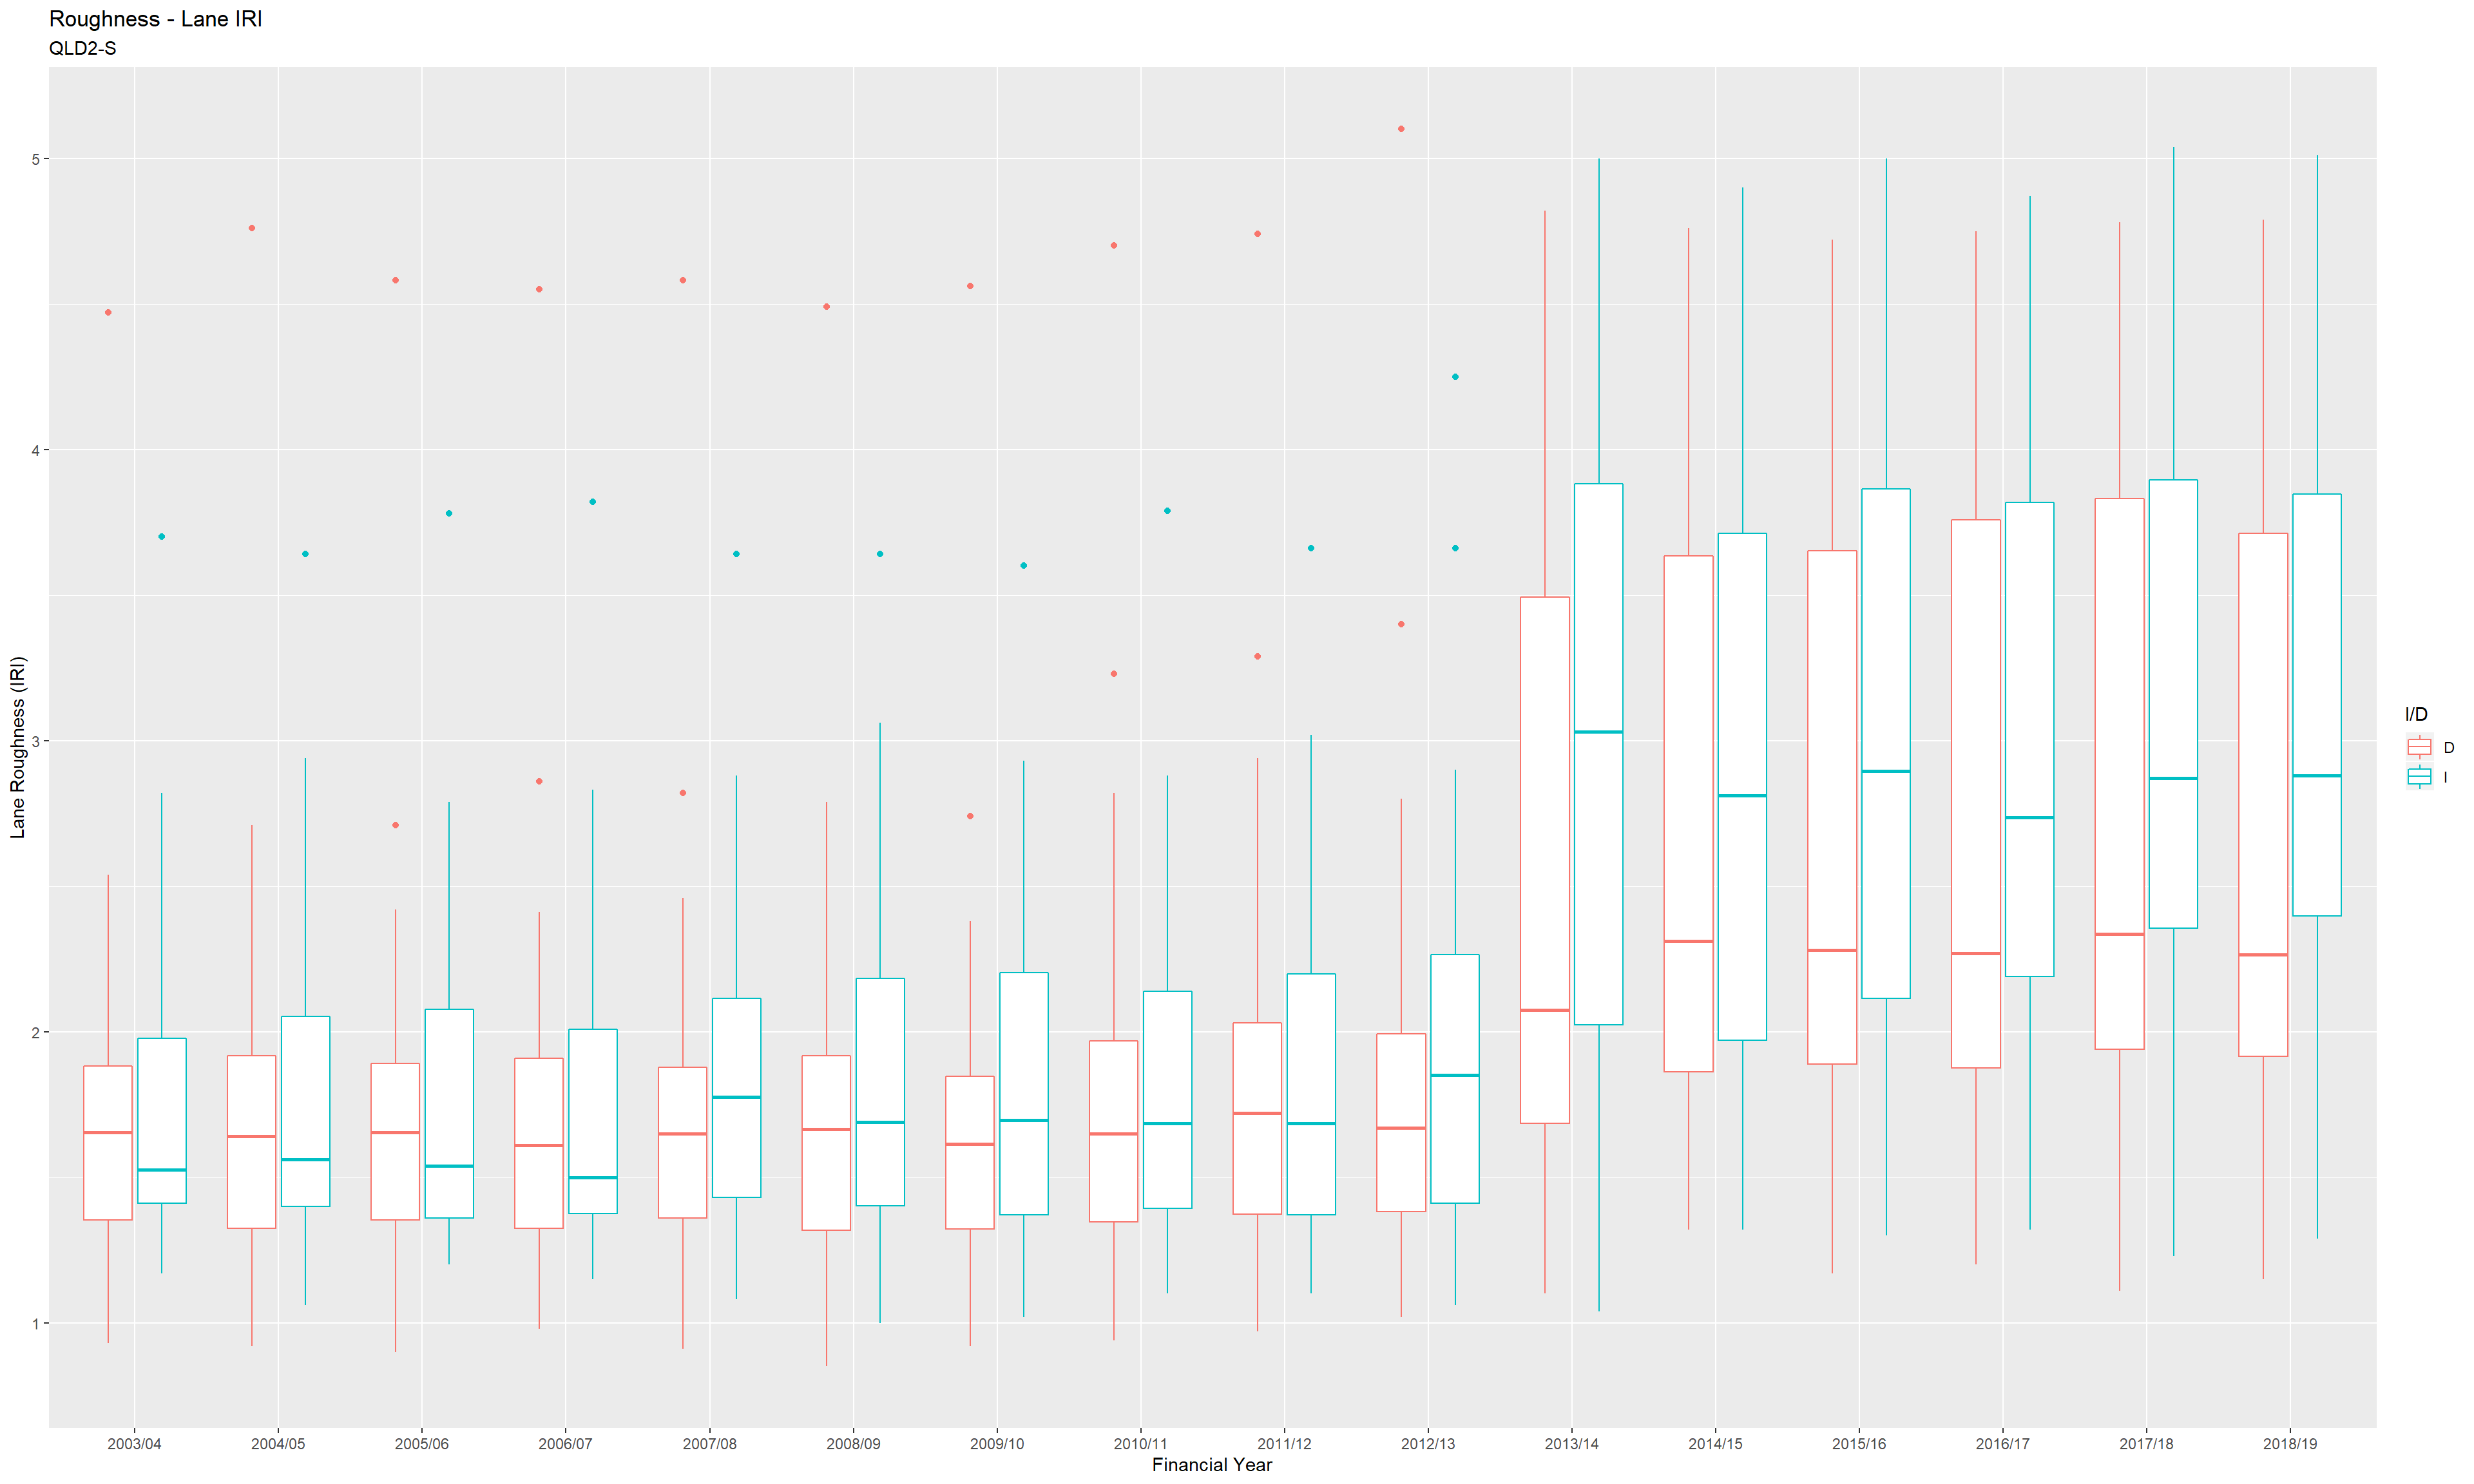 Roughness - Lane IRI
QLD2-S
Lane Roughness (IRI)
5
4
3
2
1
2003/04 2004/05 2005/06 2006/07 2007/08 2008/09 2009/10 2010/11 2011/12 2012/13 2013/14 2014/15 2015/16 2016/17 2017/18 2018/19
Financial Year
I/D
D
I